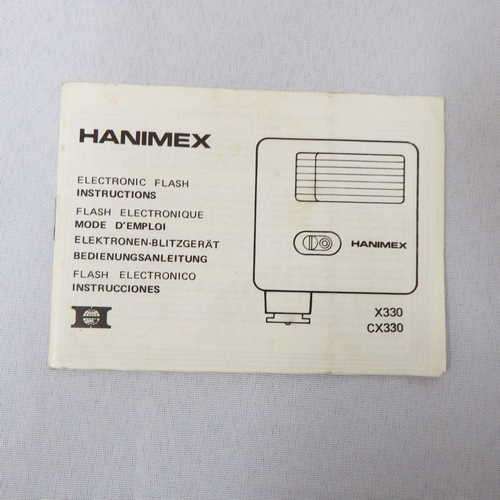 HANIMEX
ELECTRONIC FLASH
INSTRUCTIONS
FLASH ELECTRONIQUE
MODE D'EMPLOI
ELEKTRONEN-BLITZGERÄT
BEDIENUNGSANLEITUNG
FLASH ELECTRONICO
INSTRUCCIONES
HANIMEX
X330
CX330